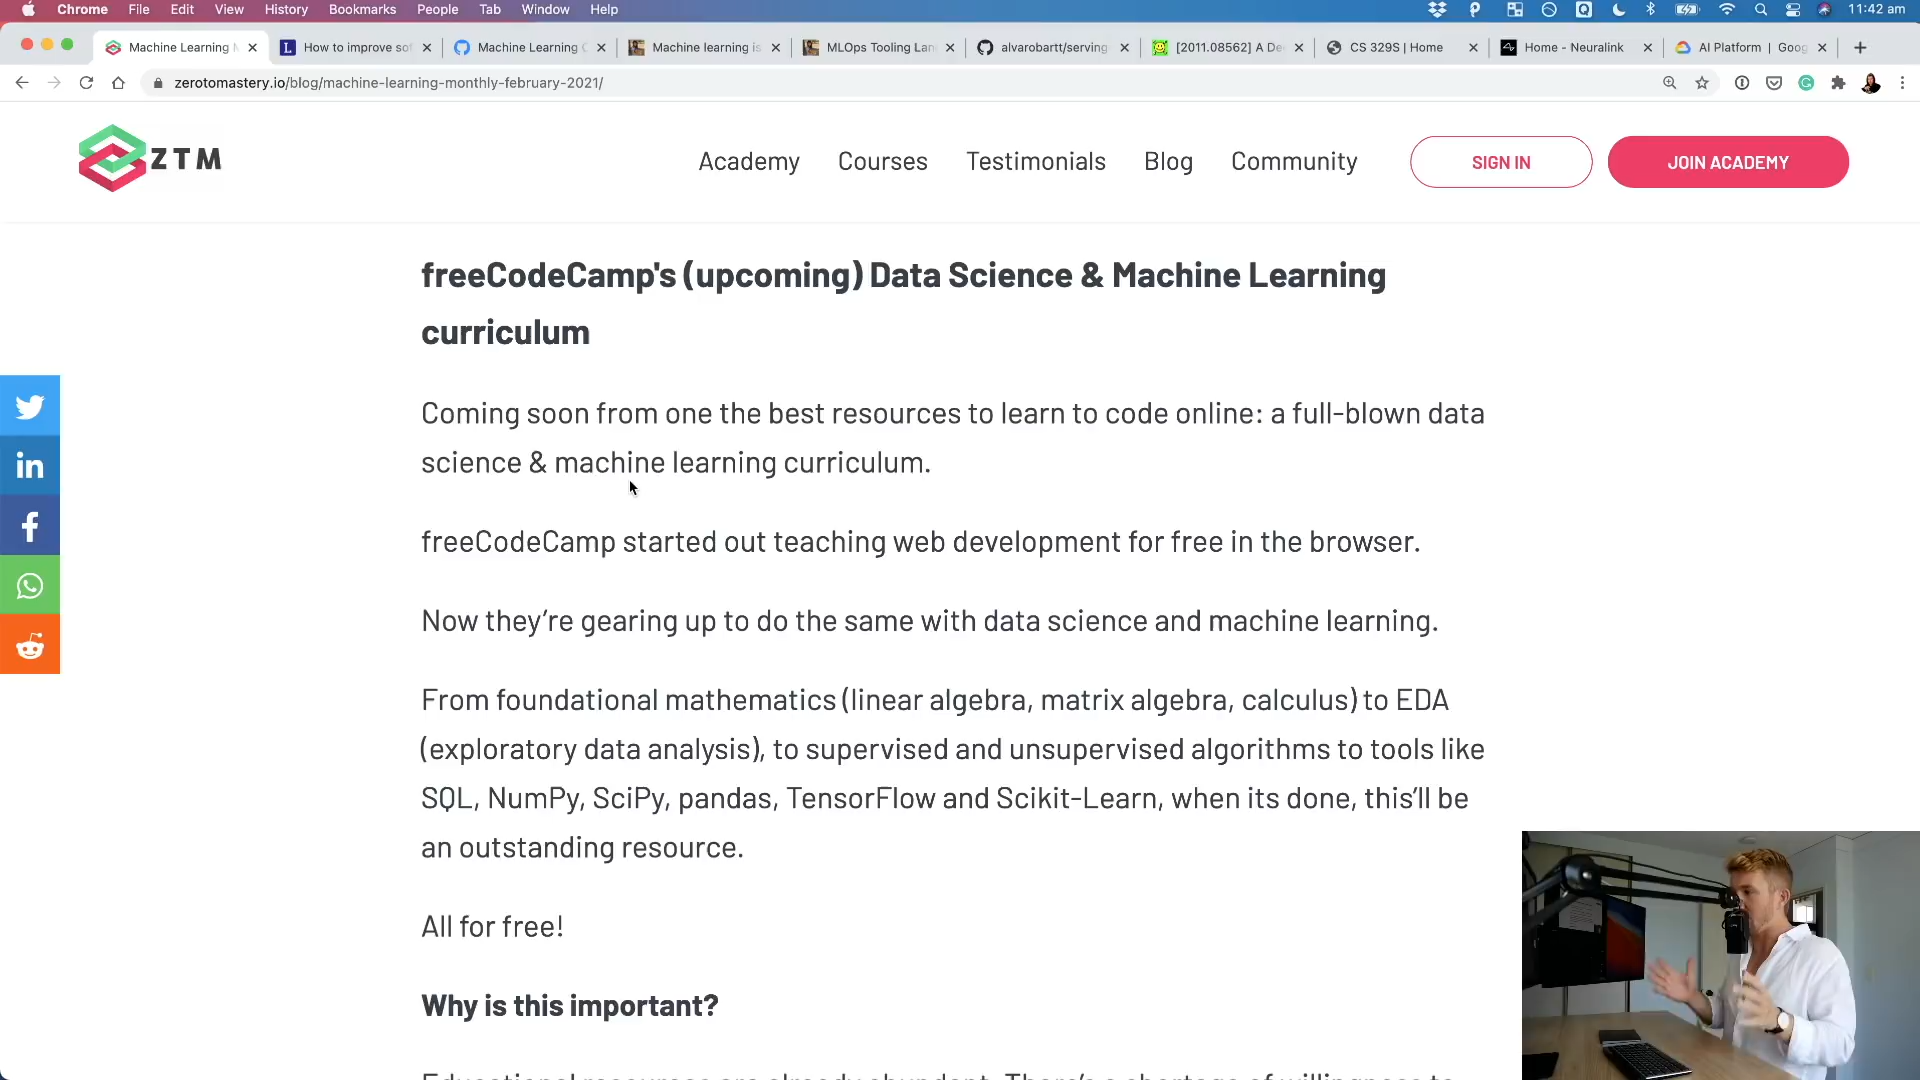 Chrome File Edit View History Bookmarks People Tab Window Help 11:42 am
Machine Learning How to improve sof Machine Learning Machine learning is MLOps Tooling Lan alvarobartt/serving [2011.08562] A De CS 329S | Home Home - Neuralink AI Platform | Goog
zerotomastery.io/blog/machine-learning-monthly-february-2021/
ZTM Academy Courses Testimonials Blog Community SIGN IN JOIN ACADEMY
freeCodeCamp's (upcoming) Data Science & Machine Learning
curriculum
Coming soon from one the best resources to learn to code online: a full-blown data
science & machine learning curriculum.
freeCodeCamp started out teaching web development for free in the browser.
Now they’re gearing up to do the same with data science and machine learning.
From foundational mathematics (linear algebra, matrix algebra, calculus) to EDA
(exploratory data analysis), to supervised and unsupervised algorithms to tools like
SQL, NumPy, SciPy, pandas, TensorFlow and Scikit-Learn, when its done, this’ll be
an outstanding resource.
All for free!
Why is this important?